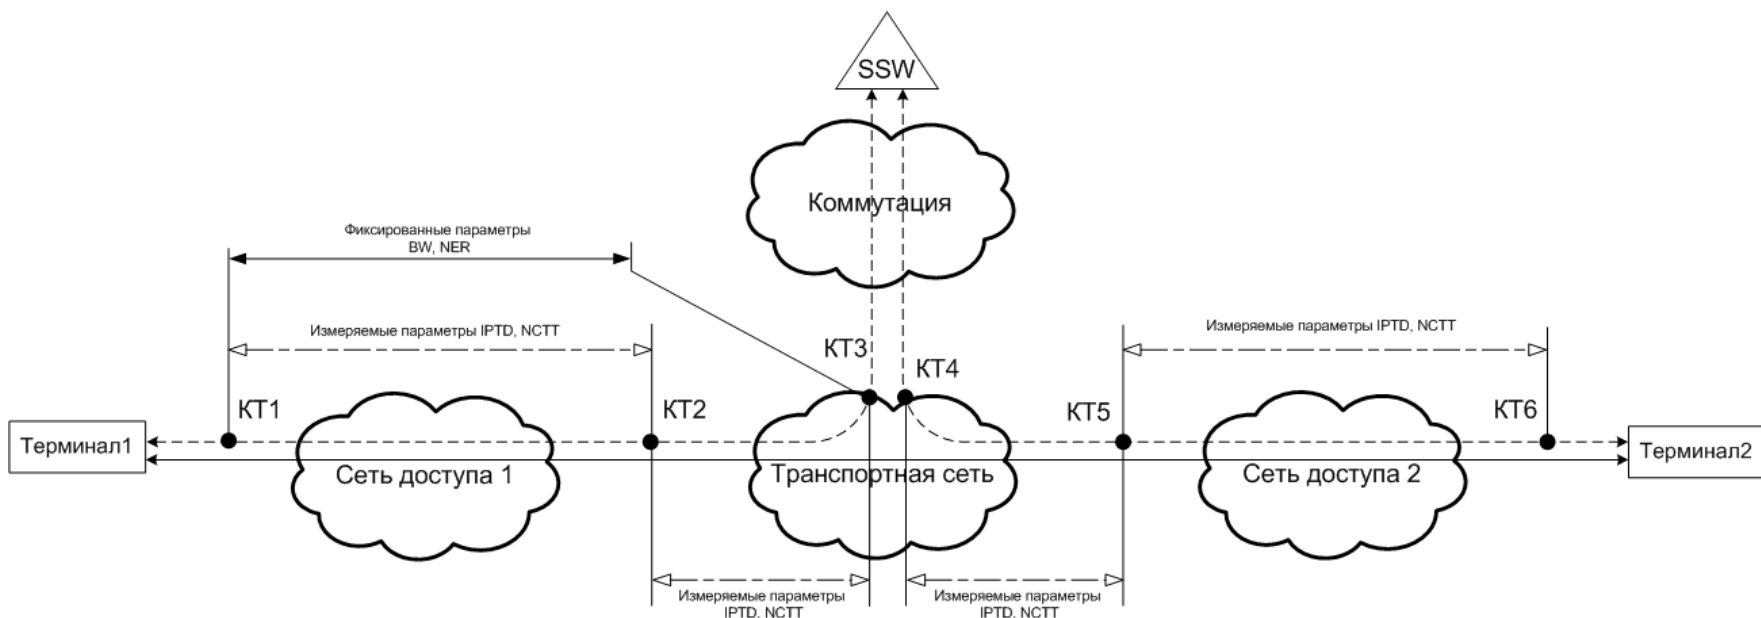 SSW
Коммутация
Фиксированные параметры
BW, NER
Измеряемые параметры IPTD, NCTT
Измеряемые параметры IPTD, NCTT
КТ3
КТ4
КТ1
КТ2
КТ5
КТ6
Терминал1
Сеть доступа 1
Транспортная сеть
Сеть доступа 2
Терминал2
Измеряемые параметры
IPTD, NCTT
Измеряемые параметры
IPTD, NCTT